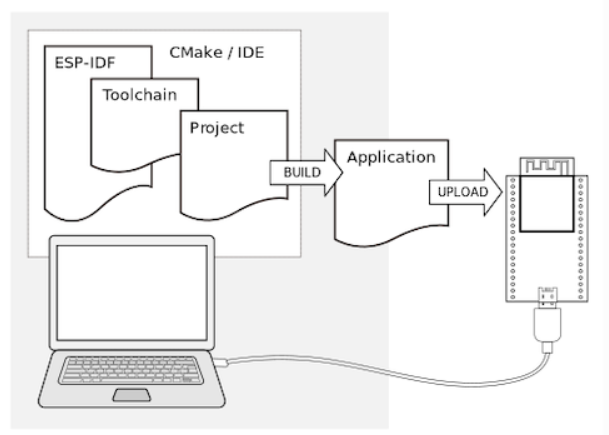 CMake / IDE
ESP-IDF
Toolchain
Project
BUILD
Application
UPLOAD